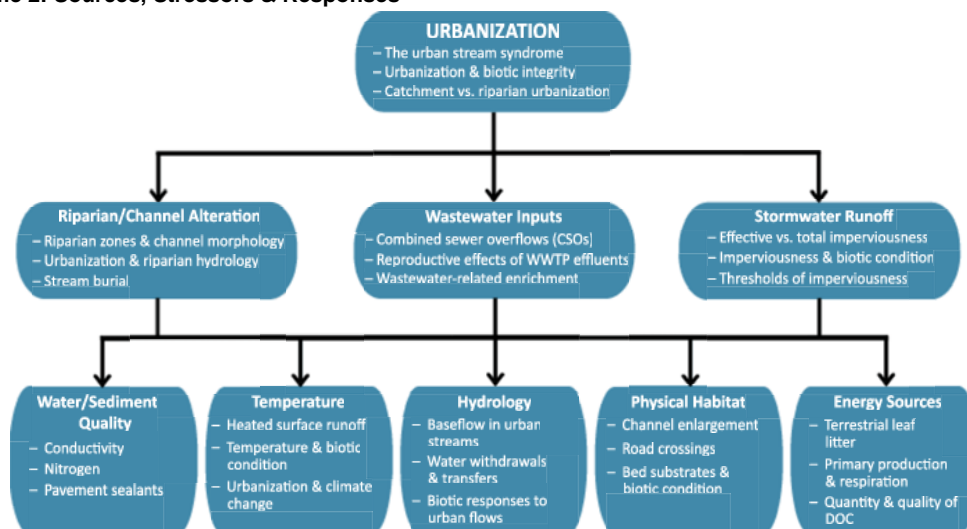 Sources, Stressors & Responses
URBANIZATION
– The urban stream syndrome
– Urbanization & biotic integrity
– Catchment vs. riparian urbanization
Riparian/Channel Alteration
– Riparian zones & channel morphology
– Urbanization & riparian hydrology
– Stream burial
Wastewater Inputs
– Combined sewer overflows (CSOs)
– Reproductive effects of WWTP effluents
– Wastewater-related enrichment
Stormwater Runoff
– Effective vs. total imperviousness
– Imperviousness & biotic condition
– Thresholds of imperviousness
Water/Sediment
Quality
– Conductivity
– Nitrogen
– Pavement sealants
Temperature
– Heated surface runoff
– Temperature & biotic
condition
– Urbanization & climate
change
Hydrology
– Baseflow in urban
streams
– Water withdrawals
& transfers
– Biotic responses to
urban flows
Physical Habitat
– Channel enlargement
– Road crossings
– Bed substrates &
biotic condition
Energy Sources
– Terrestrial leaf
litter
– Primary production
& respiration
– Quantity & quality of
DOC